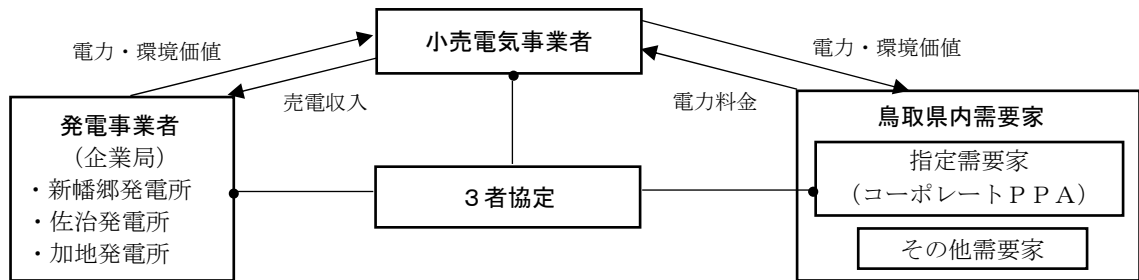 小売電気事業者
電力・環境価値
電力・環境価値
売電収入
電力料金
発電事業者
（企業局）
・新幡郷発電所
・佐治発電所
・加地発電所
３者協定
鳥取県内需要家
指定需要家
（コーポレートＰＰＡ）
その他需要家